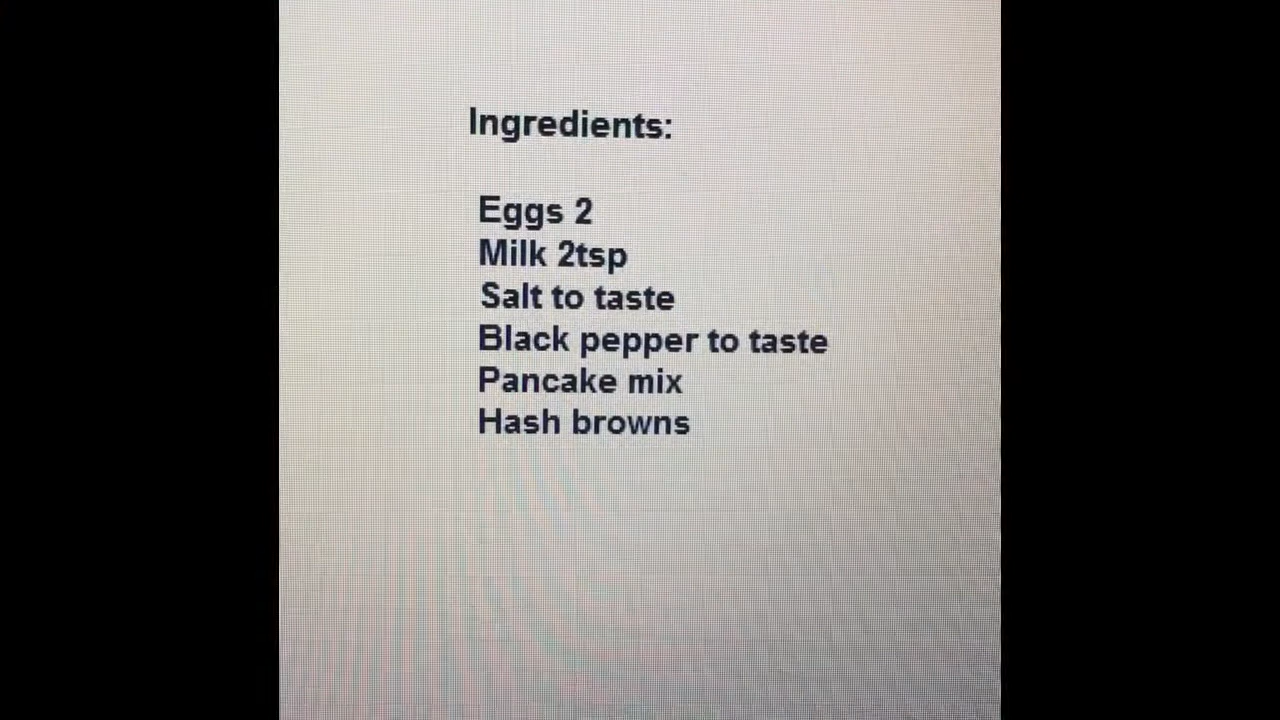 Ingredients:
Eggs 2
Milk 2tsp
Salt to taste
Black pepper to taste
Pancake mix
Hash browns